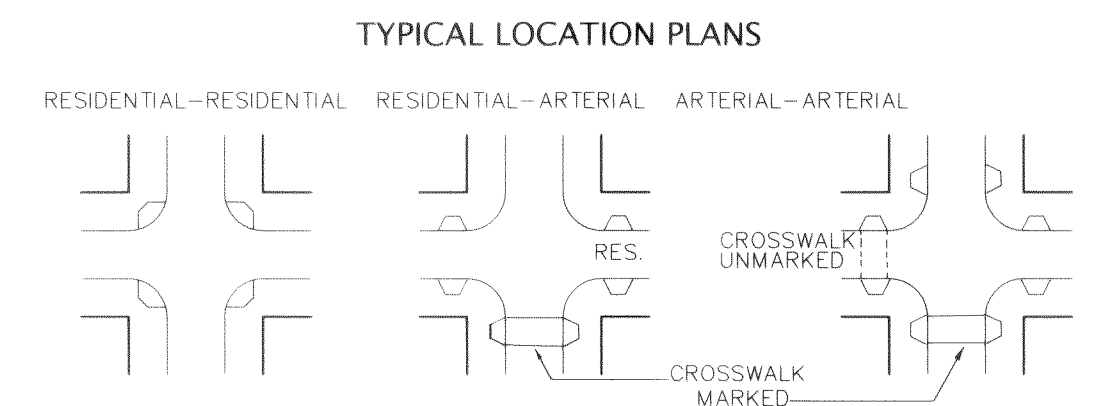 TYPICAL LOCATION PLANS
RESIDENTIAL-RESIDENTIAL
RESIDENTIAL-ARTERIAL
ARTERIAL-ARTERIAL
RES.
CROSSWALK
UNMARKED
CROSSWALK
MARKED